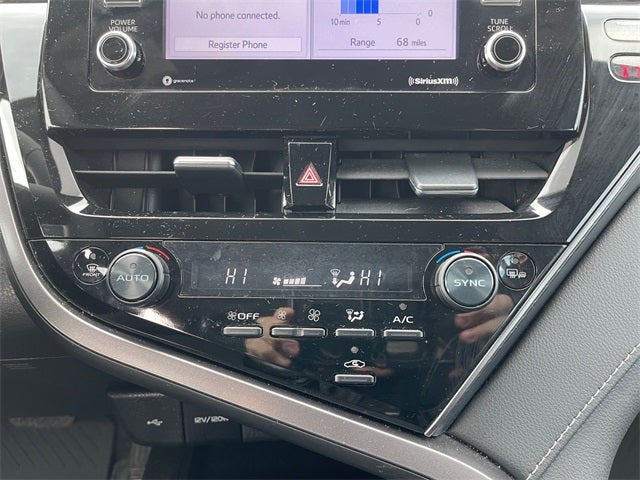 POWER
VOLUME
No phone connected.
Register Phone
0
10 min 5 0
Range 68 miles
TUNE
SCROLL
gracenote
SiriusXM
FRONT
AUTO
HI
HI
SYNC
OFF
A/C
12V/120W